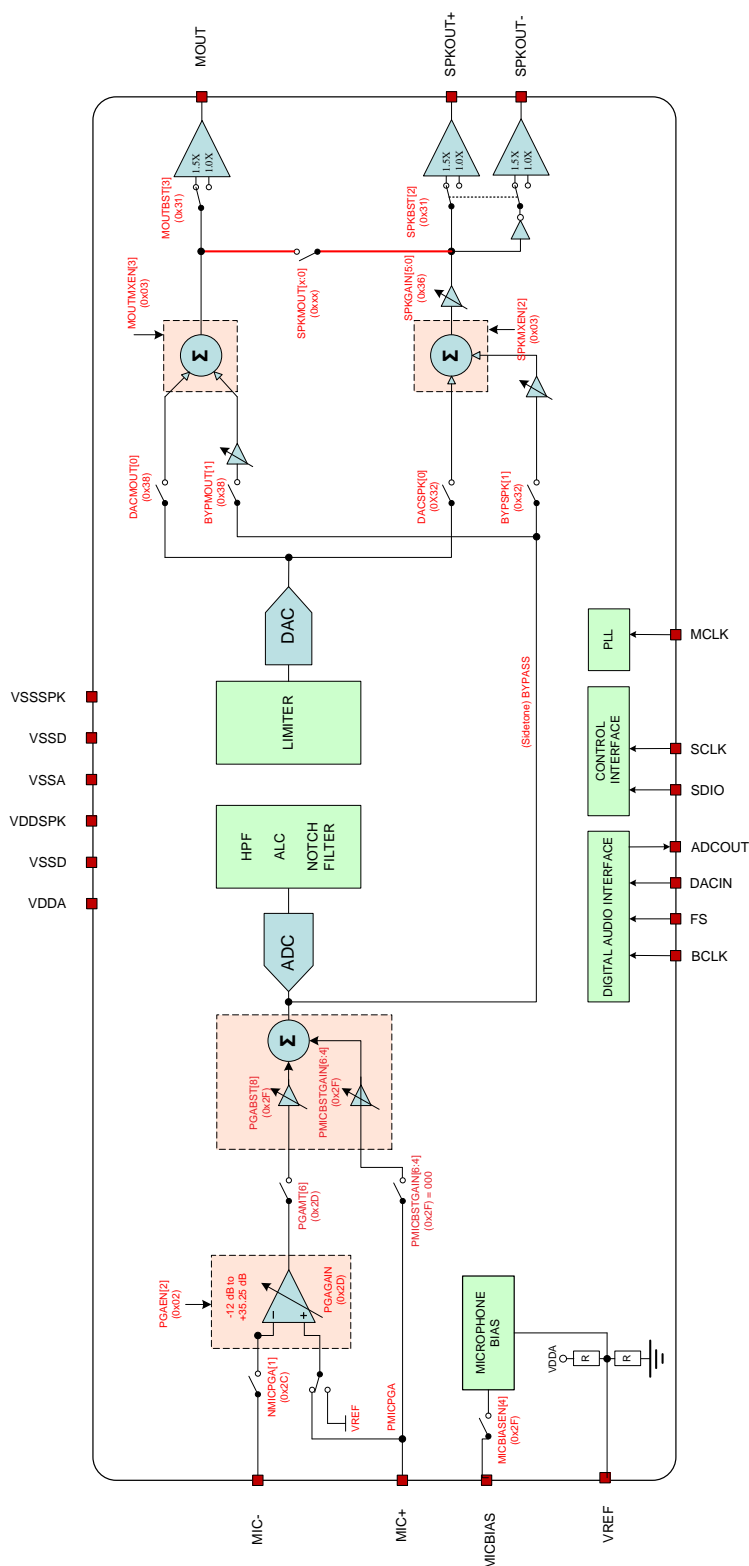 MOUT
SPKOUT+
SPKOUT-
1.5X
1.0X
1.5X
1.0X
1.5X
1.0X
MOUTBST[3]
(0x31)
SPKBST[2]
(0x31)
SPKMOUT[x:0]
(0xxx)
SPKGAIN[5:0]
(0x36)
MOUTMXEN[3]
(0x03)
SPKMXEN[2]
(0x03)
Σ
Σ
DACMOUT[0]
(0x38)
BYPMOUT[1]
(0x38)
DACSPK[0]
(0X32)
BYPSPK[1]
(0x32)
DAC
LIMITER
(Sidetone) BYPASS
VSSSPK
VSSD
VSSA
VDDSPK
VSSD
VDDA
HPF
ALC
NOTCH
FILTER
ADC
PLL
MCLK
CONTROL
INTERFACE
SCLK
SDIO
DIGITAL AUDIO INTERFACE
ADCOUT
DACIN
FS
BCLK
Σ
PGABST[8]
(0x2F)
PMICBSTGAIN[6:4]
(0x2F)
PGAMT[6]
(0x2D)
PMICBSTGAIN[6:4]
(0x2F) = 000
PGAEN[2]
(0x02)
-12 dB to
+35.25 dB
PGAGAIN
(0x2D)
−
+
NMICPGA[1]
(0x2C)
VREF
PMICPGA
MICROPHONE
BIAS
MICBIASEN[4]
(0x2F)
VDDA
R
R
MIC-
MIC+
MICBIAS
VREF